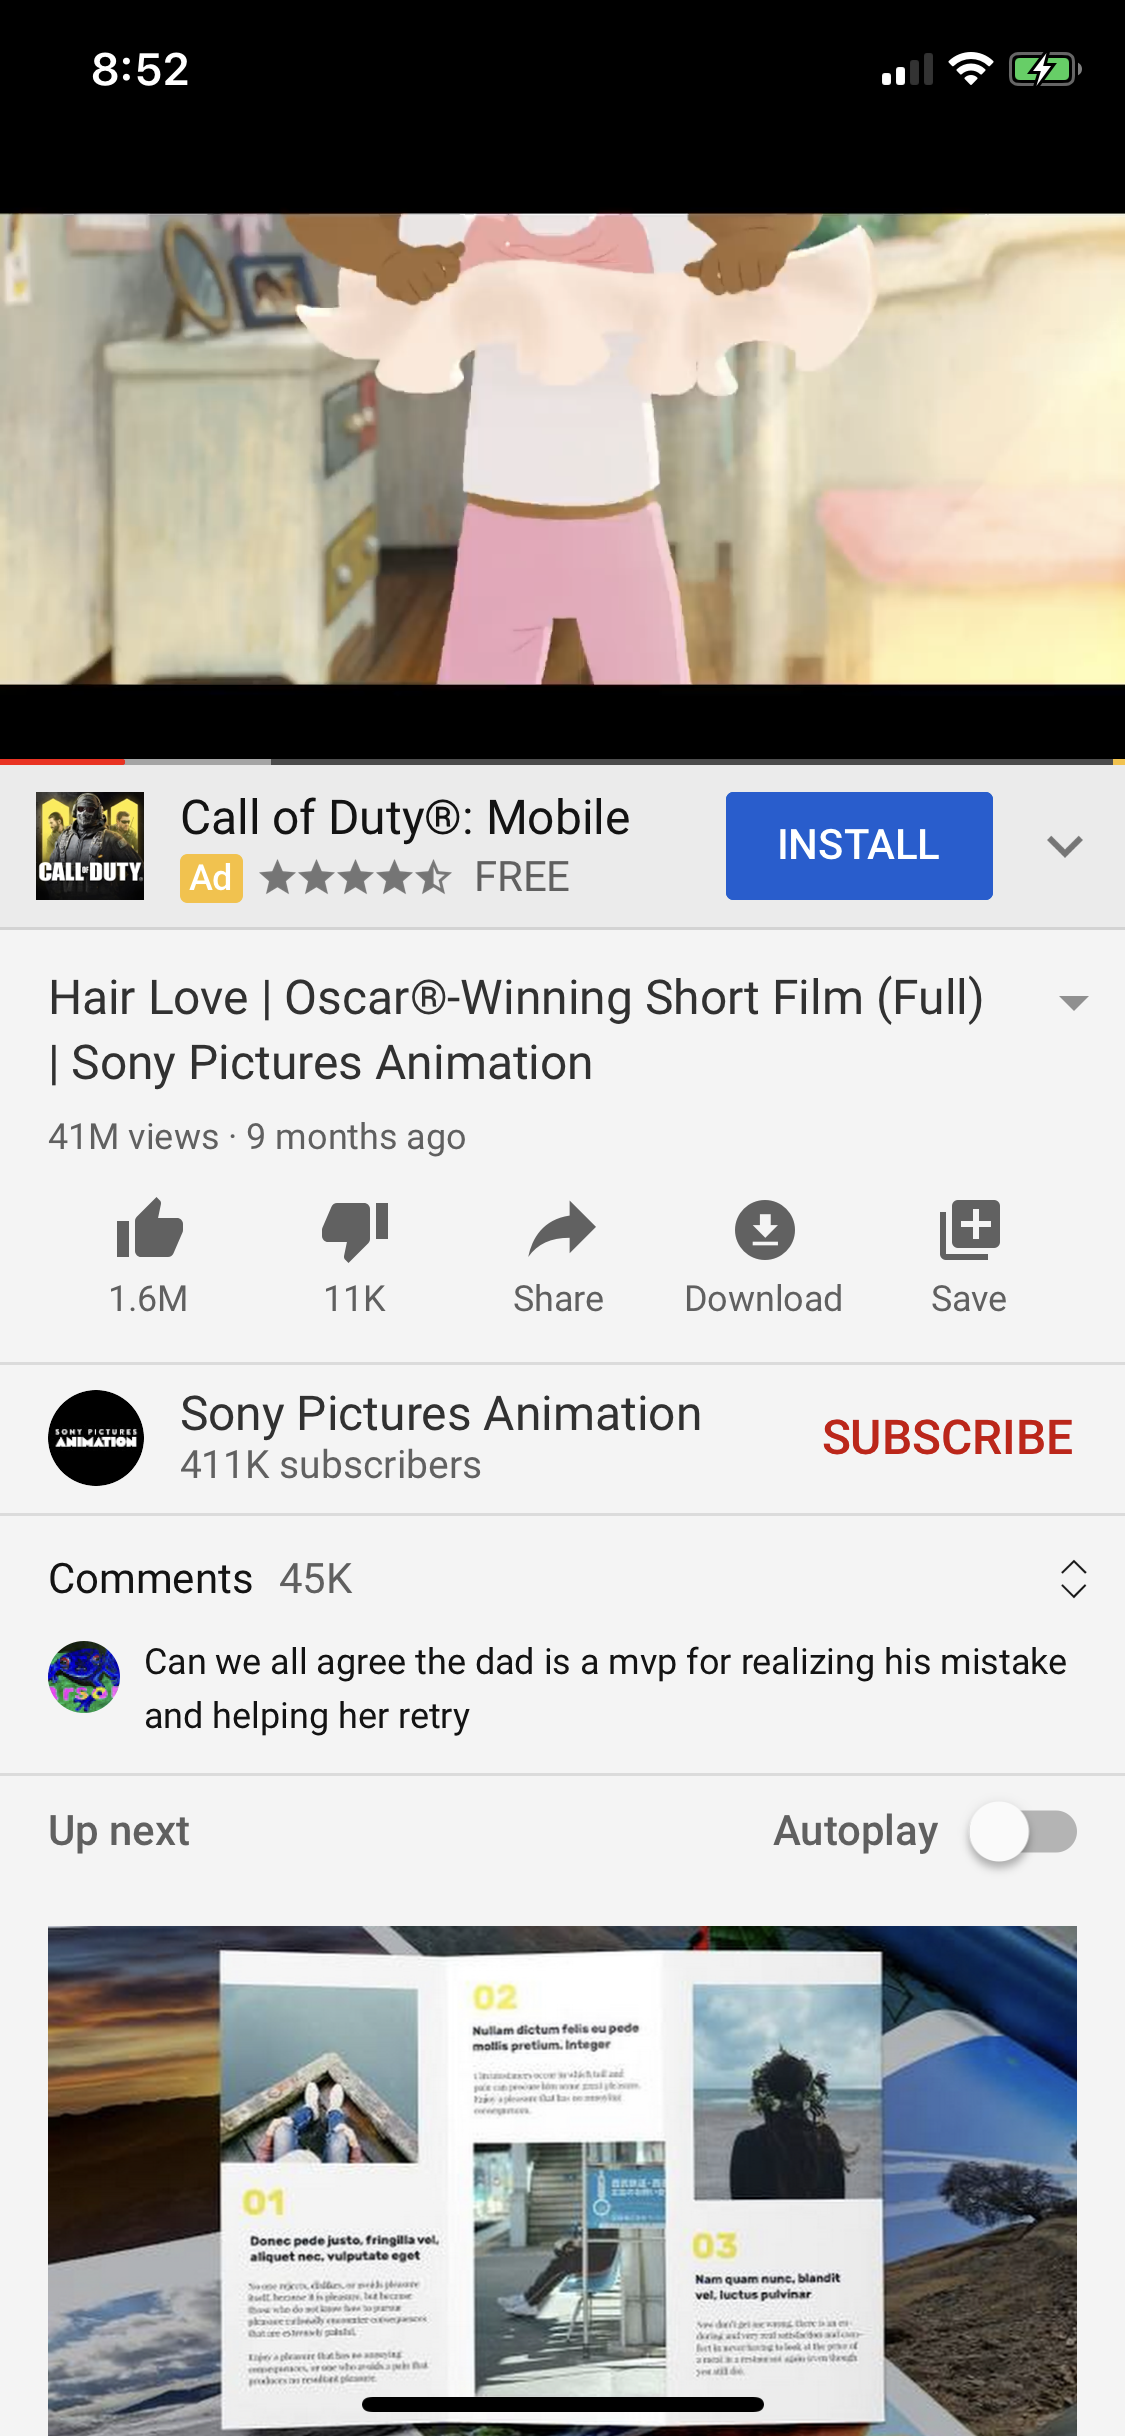 8:52
CALL OF DUTY
Call of Duty®: Mobile
Ad
FREE
INSTALL
Hair Love | Oscar®-Winning Short Film (Full)
| Sony Pictures Animation
41M views · 9 months ago
1.6M
11K
Share
Download
Save
SONY PICTURES
ANIMATION
Sony Pictures Animation
411K subscribers
SUBSCRIBE
Comments 45K
Can we all agree the dad is a mvp for realizing his mistake
and helping her retry
Up next
Autoplay
01
Donec pede justo, fringilla vel,
aliquet nec, vulputate eget
02
Nullam dictum felis eu pede
mollis pretium. Integer
03
Nam quam nunc, blandit
vel, luctus pulvinar